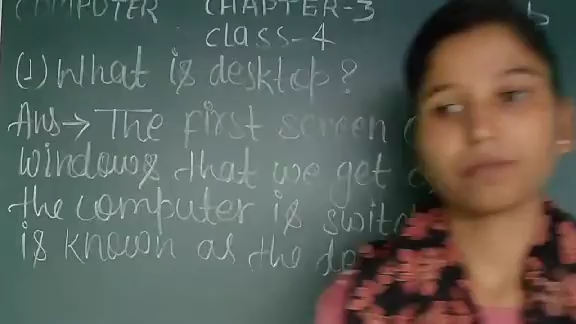 COMPUTER CHAPTER-3
class-4
(1) What is desktop?
Ans→ The first screen
windows that we get
the computer is
is known as the